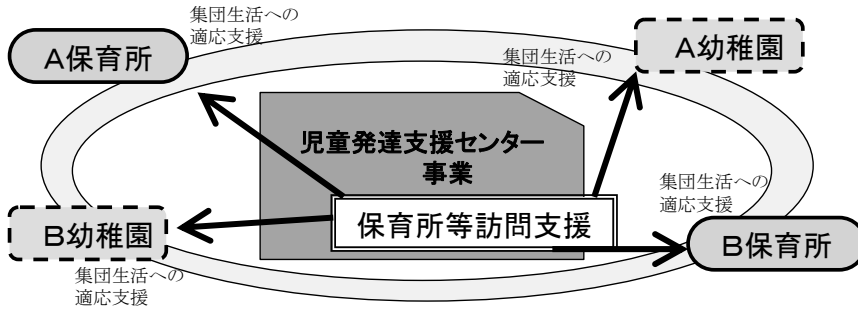 集団生活への
適応支援
A保育所
集団生活への
適応支援
A幼稚園
児童発達支援センター
事業
保育所等訪問支援
集団生活への
適応支援
B幼稚園
B保育所
集団生活への
適応支援